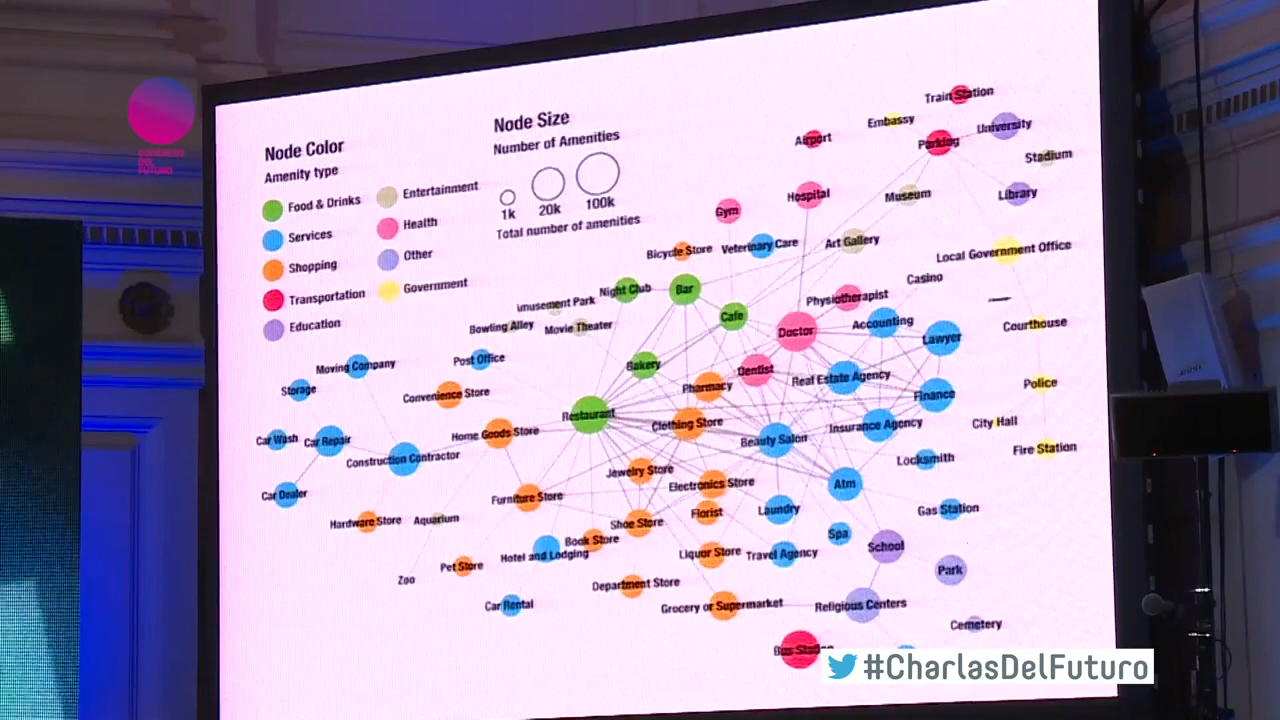 CONGRESO
DEL
FUTURO
Node Color
Amenity type
Food & Drinks
Services
Shopping
Transportation
Education
Entertainment
Health
Other
Government
Node Size
Number of Amenities
1k
20k
100k
Total number of amenities
Train Station
Embassy
University
Airport
Parking
Stadium
Hospital
Museum
Library
Gym
Bicycle Store
Veterinary Care
Art Gallery
Local Government Office
Casino
Night Club
Bar
Physiotherapist
Amusement Park
Cafe
Accounting
Courthouse
Bowling Alley
Movie Theater
Doctor
Lawyer
Moving Company
Post Office
Bakery
Dentist
Real Estate Agency
Police
Storage
Convenience Store
Pharmacy
Finance
Restaurant
Clothing Store
Insurance Agency
City Hall
Car Wash
Car Repair
Home Goods Store
Beauty Salon
Fire Station
Construction Contractor
Locksmith
Jewelry Store
Electronics Store
Atm
Car Dealer
Furniture Store
Florist
Laundry
Gas Station
Hardware Store
Aquarium
Shoe Store
Spa
Book Store
School
Hotel and Lodging
Liquor Store
Travel Agency
Zoo
Pet Store
Park
Department Store
Car Rental
Grocery or Supermarket
Religious Centers
Cemetery
Bus Station
#CharlasDelFuturo